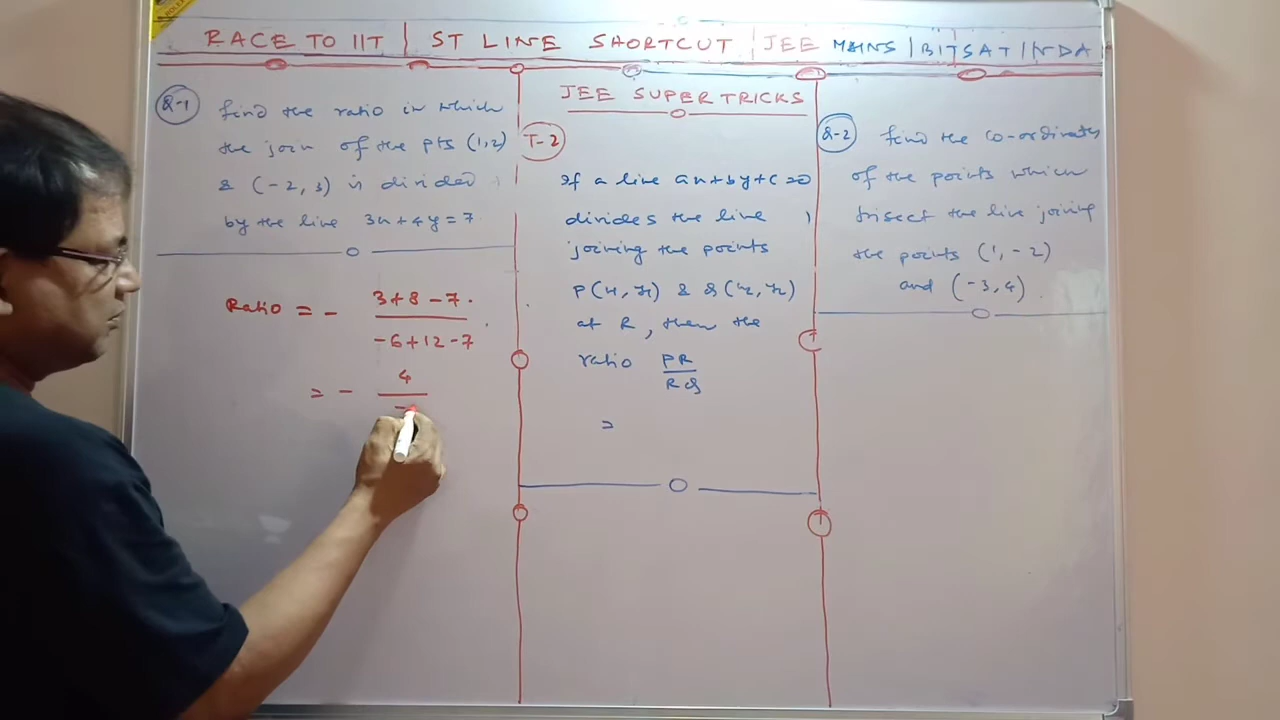 ROLEX
RACE TO IIT | ST LINE SHORTCUT | JEE MAINS | BITSAT | NDA
Q-1 Find the ratio in which
the join of the pts (1,2)
& (-2, 3) is divided
by the line 3x+4y=7.
Ratio = - 3+8-7.
-6+12-7
= - 4
-
JEE SUPER TRICKS
T-2
If a line ax+by+c=0
divides the line
joining the points
P(x1,y1) & Q(x2,y2)
at R, then the
ratio PR
RQ
=
Q-2 Find the co-ordinates
of the points which
trisect the line joining
the points (1,-2)
and (-3,4).